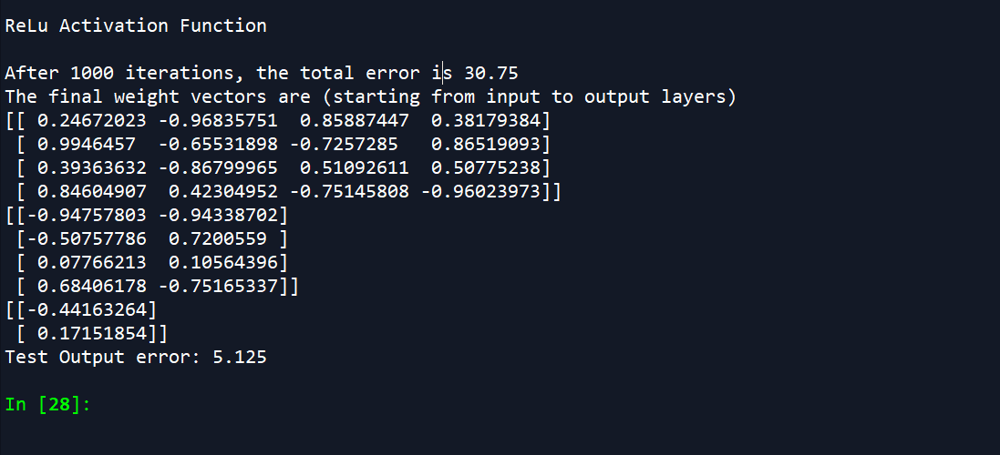 ReLu Activation Function
After 1000 iterations, the total error is 30.75
The final weight vectors are (starting from input to output layers)
[[ 0.24672023 -0.96835751  0.85887447  0.38179384]
 [ 0.9946457  -0.65531898 -0.7257285   0.86519093]
 [ 0.39363632 -0.86799965  0.51092611  0.50775238]
 [ 0.84604907  0.42304952 -0.75145808 -0.96023973]]
[[-0.94757803 -0.94338702]
 [-0.50757786  0.7200559 ]
 [ 0.07766213  0.10564396]
 [ 0.68406178 -0.75165337]]
[[-0.44163264]
 [ 0.17151854]]
Test Output error: 5.125
In [28]: